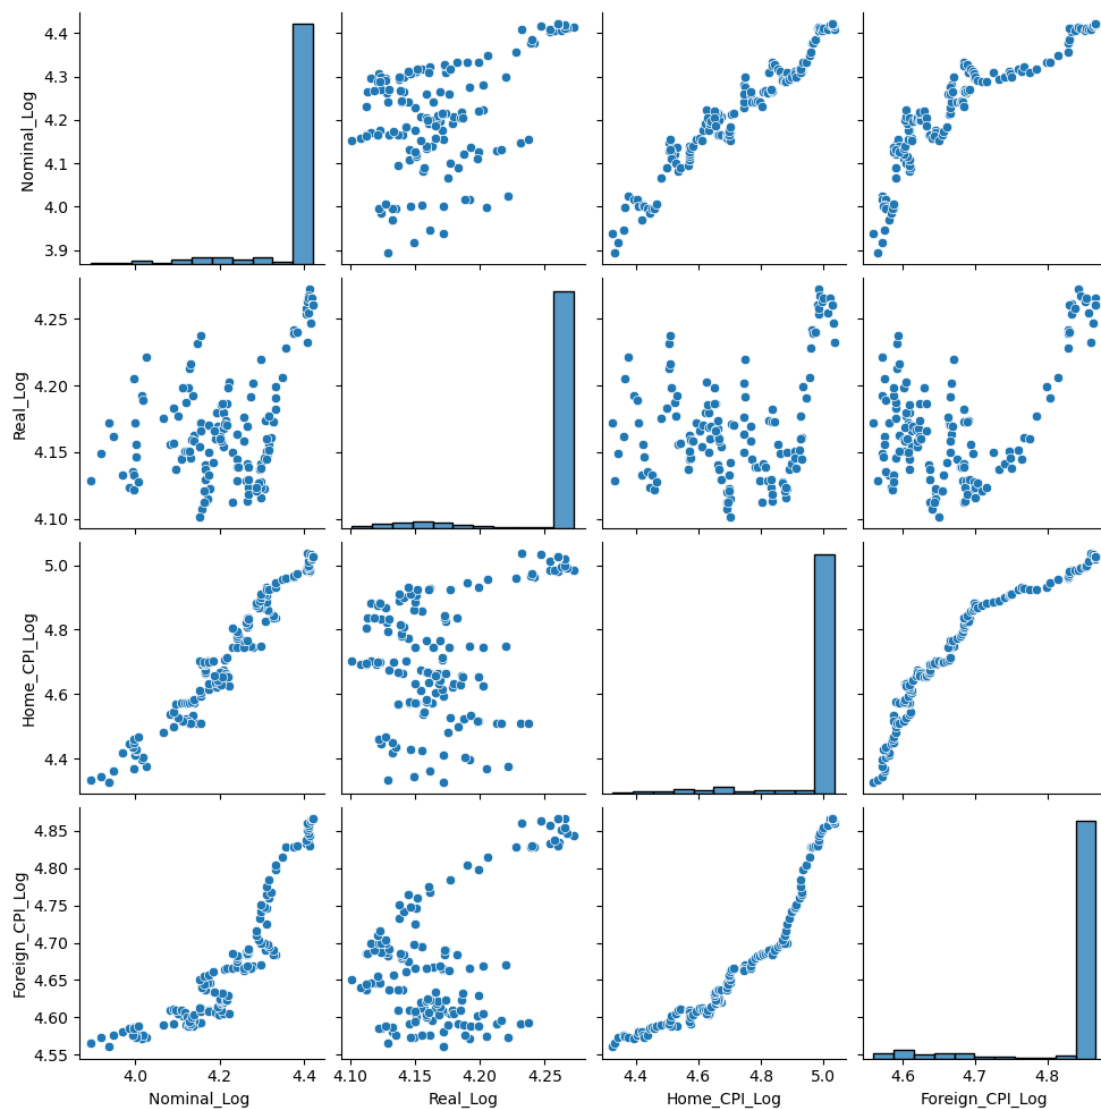 4.4
4.3
4.2
4.1
4.0
3.9
Nominal_Log
4.25
4.20
4.15
4.10
Real_Log
5.0
4.8
4.6
4.4
Home_CPI_Log
4.85
4.80
4.75
4.70
4.65
4.60
4.55
Foreign_CPI_Log
4.0 4.2 4.4
4.10 4.15 4.20 4.25
4.4 4.6 4.8 5.0
4.6 4.7 4.8
Nominal_Log Real_Log Home_CPI_Log Foreign_CPI_Log